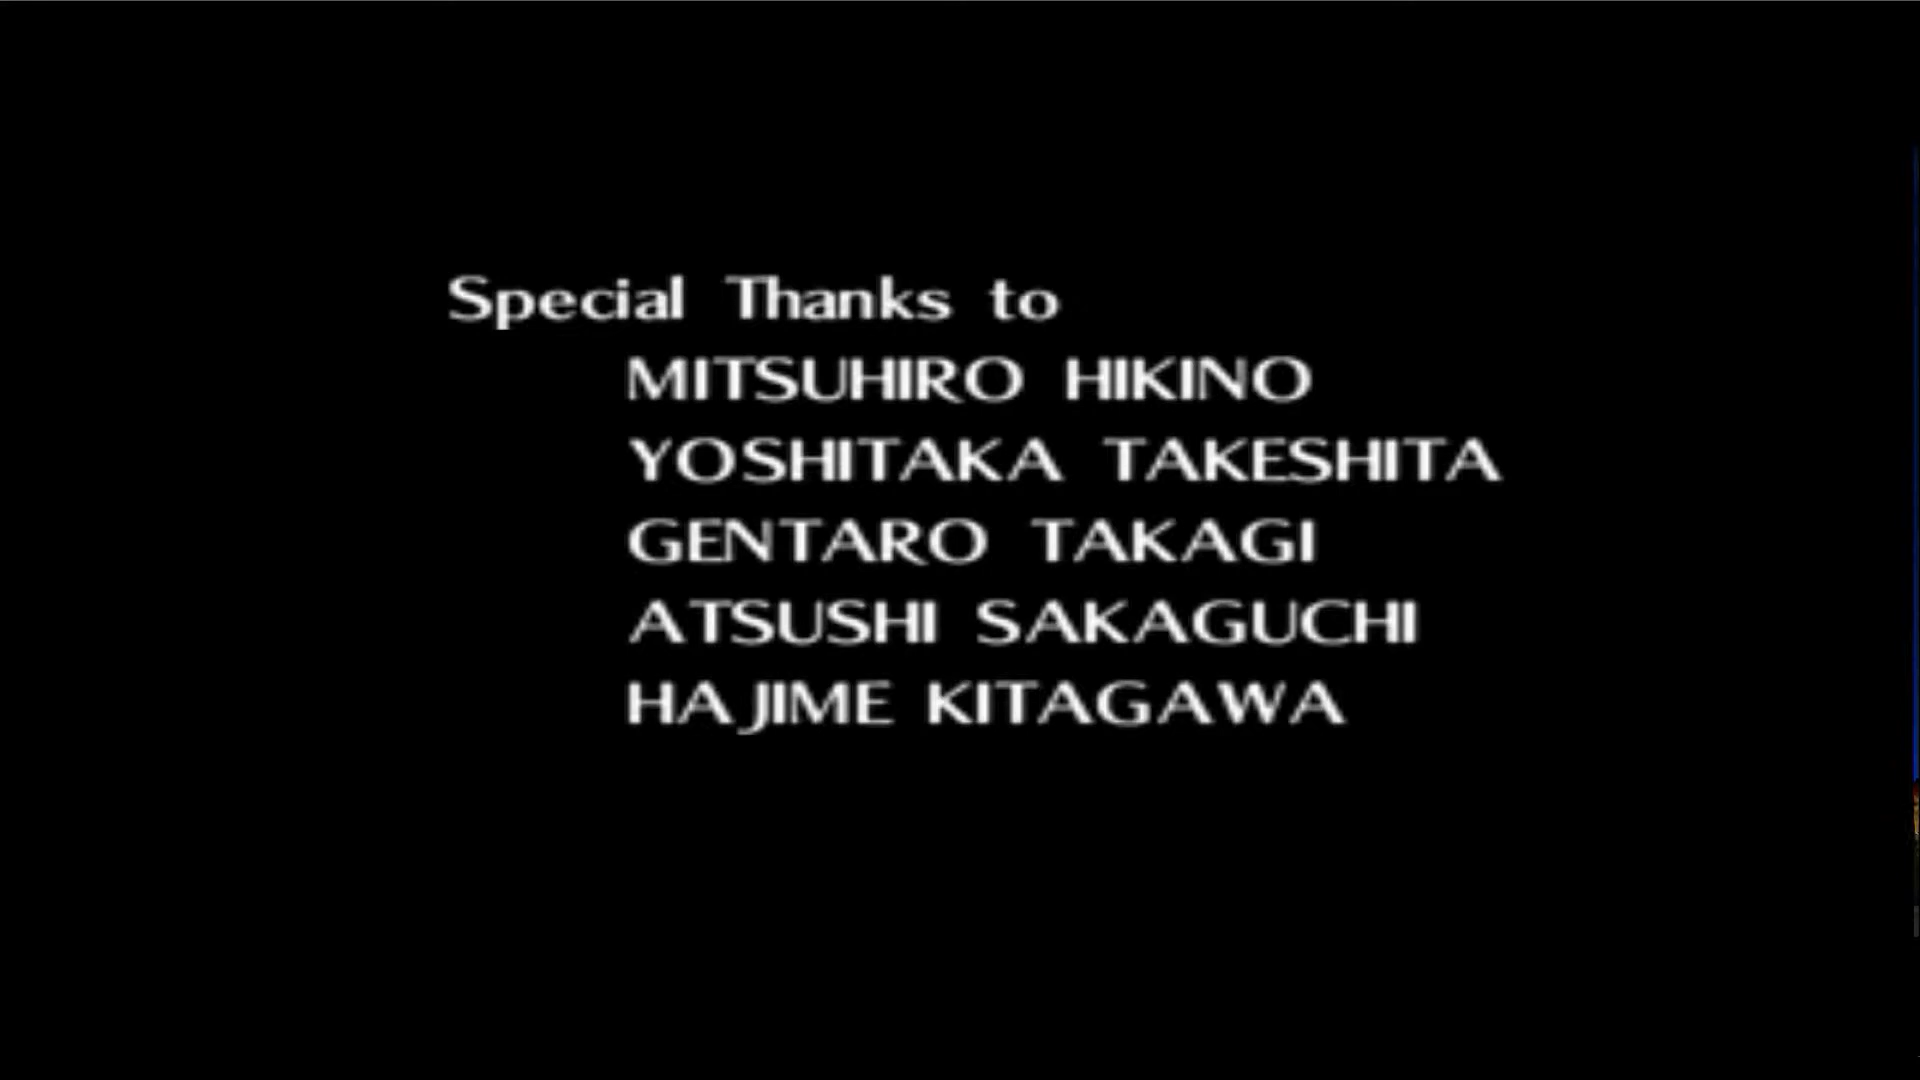 Special Thanks to
MITSUHIRO HIKINO
YOSHITAKA TAKESHITA
GENTARO TAKAGI
ATSUSHI SAKAGUCHI
HAJIME KITAGAWA